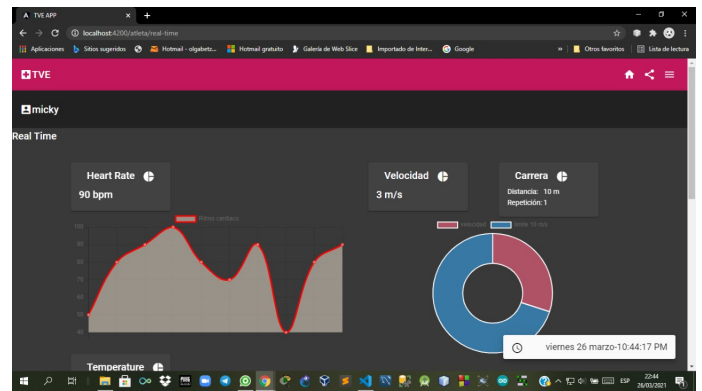 TVE APP
localhost:4200/atleta/real-time
Aplicaciones Sitios sugeridos Hotmail - olgabetz... Hotmail gratuito Galería de Web Slice Importado de Inter... Google » Otros favoritos Lista de lectura
TVE
micky
Real Time
Heart Rate
90 bpm
Velocidad
3 m/s
Carrera
Distancia: 10 m
Repetición: 1
Ritmo cardiaco
100
90
80
70
60
50
40
velocidad limite 10 m/s
viernes 26 marzo-10:44:17 PM
Temperature
ESP
22:44
26/03/2021